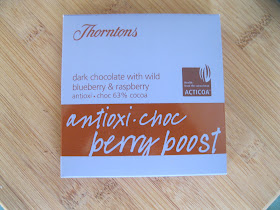 Thorntons
dark chocolate with wild
blueberry & raspberry
antioxi • choc 63% cocoa
ACTICOA
antioxi • choc
berry boost